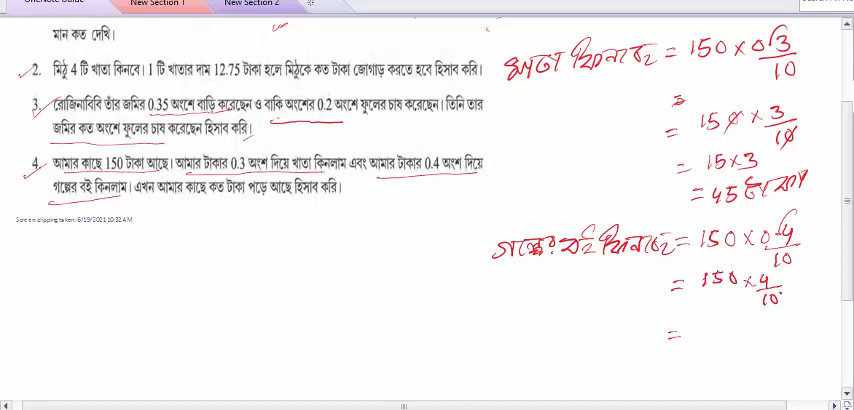 OneNote Guide New Section 1 New Section 2
মান কত দেখি।
2. মিঠু 4 টি খাতা কিনবে। 1 টি খাতার দাম 12.75 টাকা হলে মিঠুকে কত টাকা জোগাড় করতে হবে হিসাব করি।
3. রোজিনাবিবি তাঁর জমির 0.35 অংশে বাড়ি করেছেন ও বাকি অংশের 0.2 অংশে ফুলের চাষ করেছেন। তিনি তার
জমির কত অংশে ফুলের চাষ করেছেন হিসাব করি।
4. আমার কাছে 150 টাকা আছে। আমার টাকার 0.3 অংশ দিয়ে খাতা কিনলাম এবং আমার টাকার 0.4 অংশ দিয়ে
গল্পের বই কিনলাম। এখন আমার কাছে কত টাকা পড়ে আছে হিসাব করি।
Screen clipping taken: 6/19/2021 10:32 AM
খাতা কিনেছে = 150 × 0.3/10
= 150 × 3/10
= 15 × 3
= 45 টাকার
গল্পের বই কিনেছে = 150 × 0.4/10
= 150 × 4/10
=